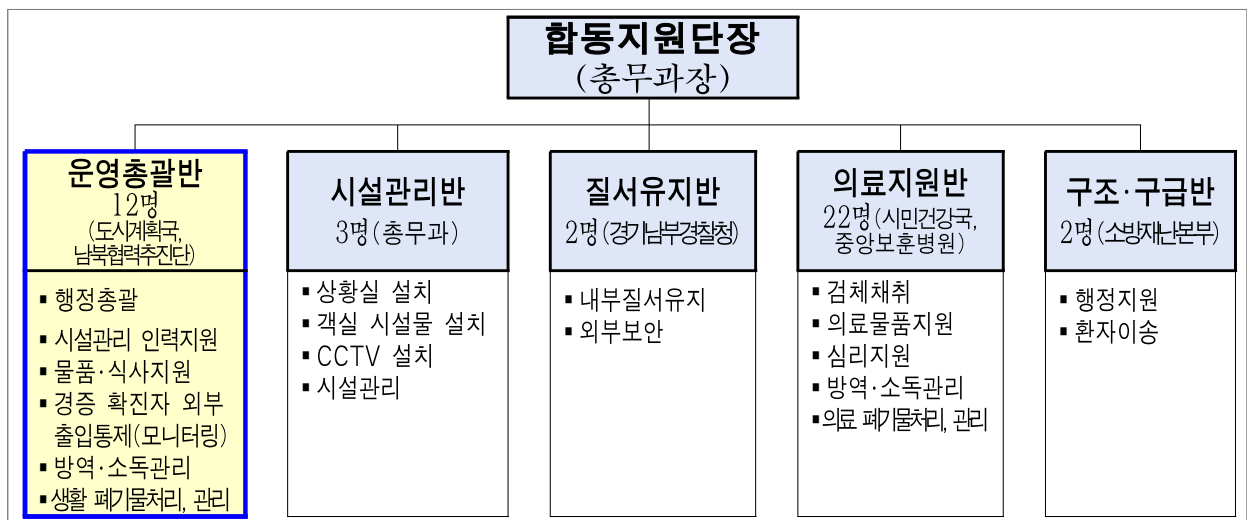 합동지원단장
(총무과장)
운영총괄반
12명
(도시계획국,
남북협력추진단)
▪ 행정총괄
▪ 시설관리 인력지원
▪ 물품·식사지원
▪ 경증 확진자 외부
출입통제(모니터링)
▪ 방역·소독관리
▪ 생활 폐기물처리, 관리
시설관리반
3명(총무과)
▪ 상황실 설치
▪ 객실 시설물 설치
▪ CCTV 설치
▪ 시설관리
질서유지반
2명(경기남부경찰청)
▪ 내부질서유지
▪ 외부보안
의료지원반
22명(시민건강국,
중앙보훈병원)
▪ 검체채취
▪ 의료물품지원
▪ 심리지원
▪ 방역·소독관리
▪ 의료 폐기물처리, 관리
구조·구급반
2명(소방재난본부)
▪ 행정지원
▪ 환자이송